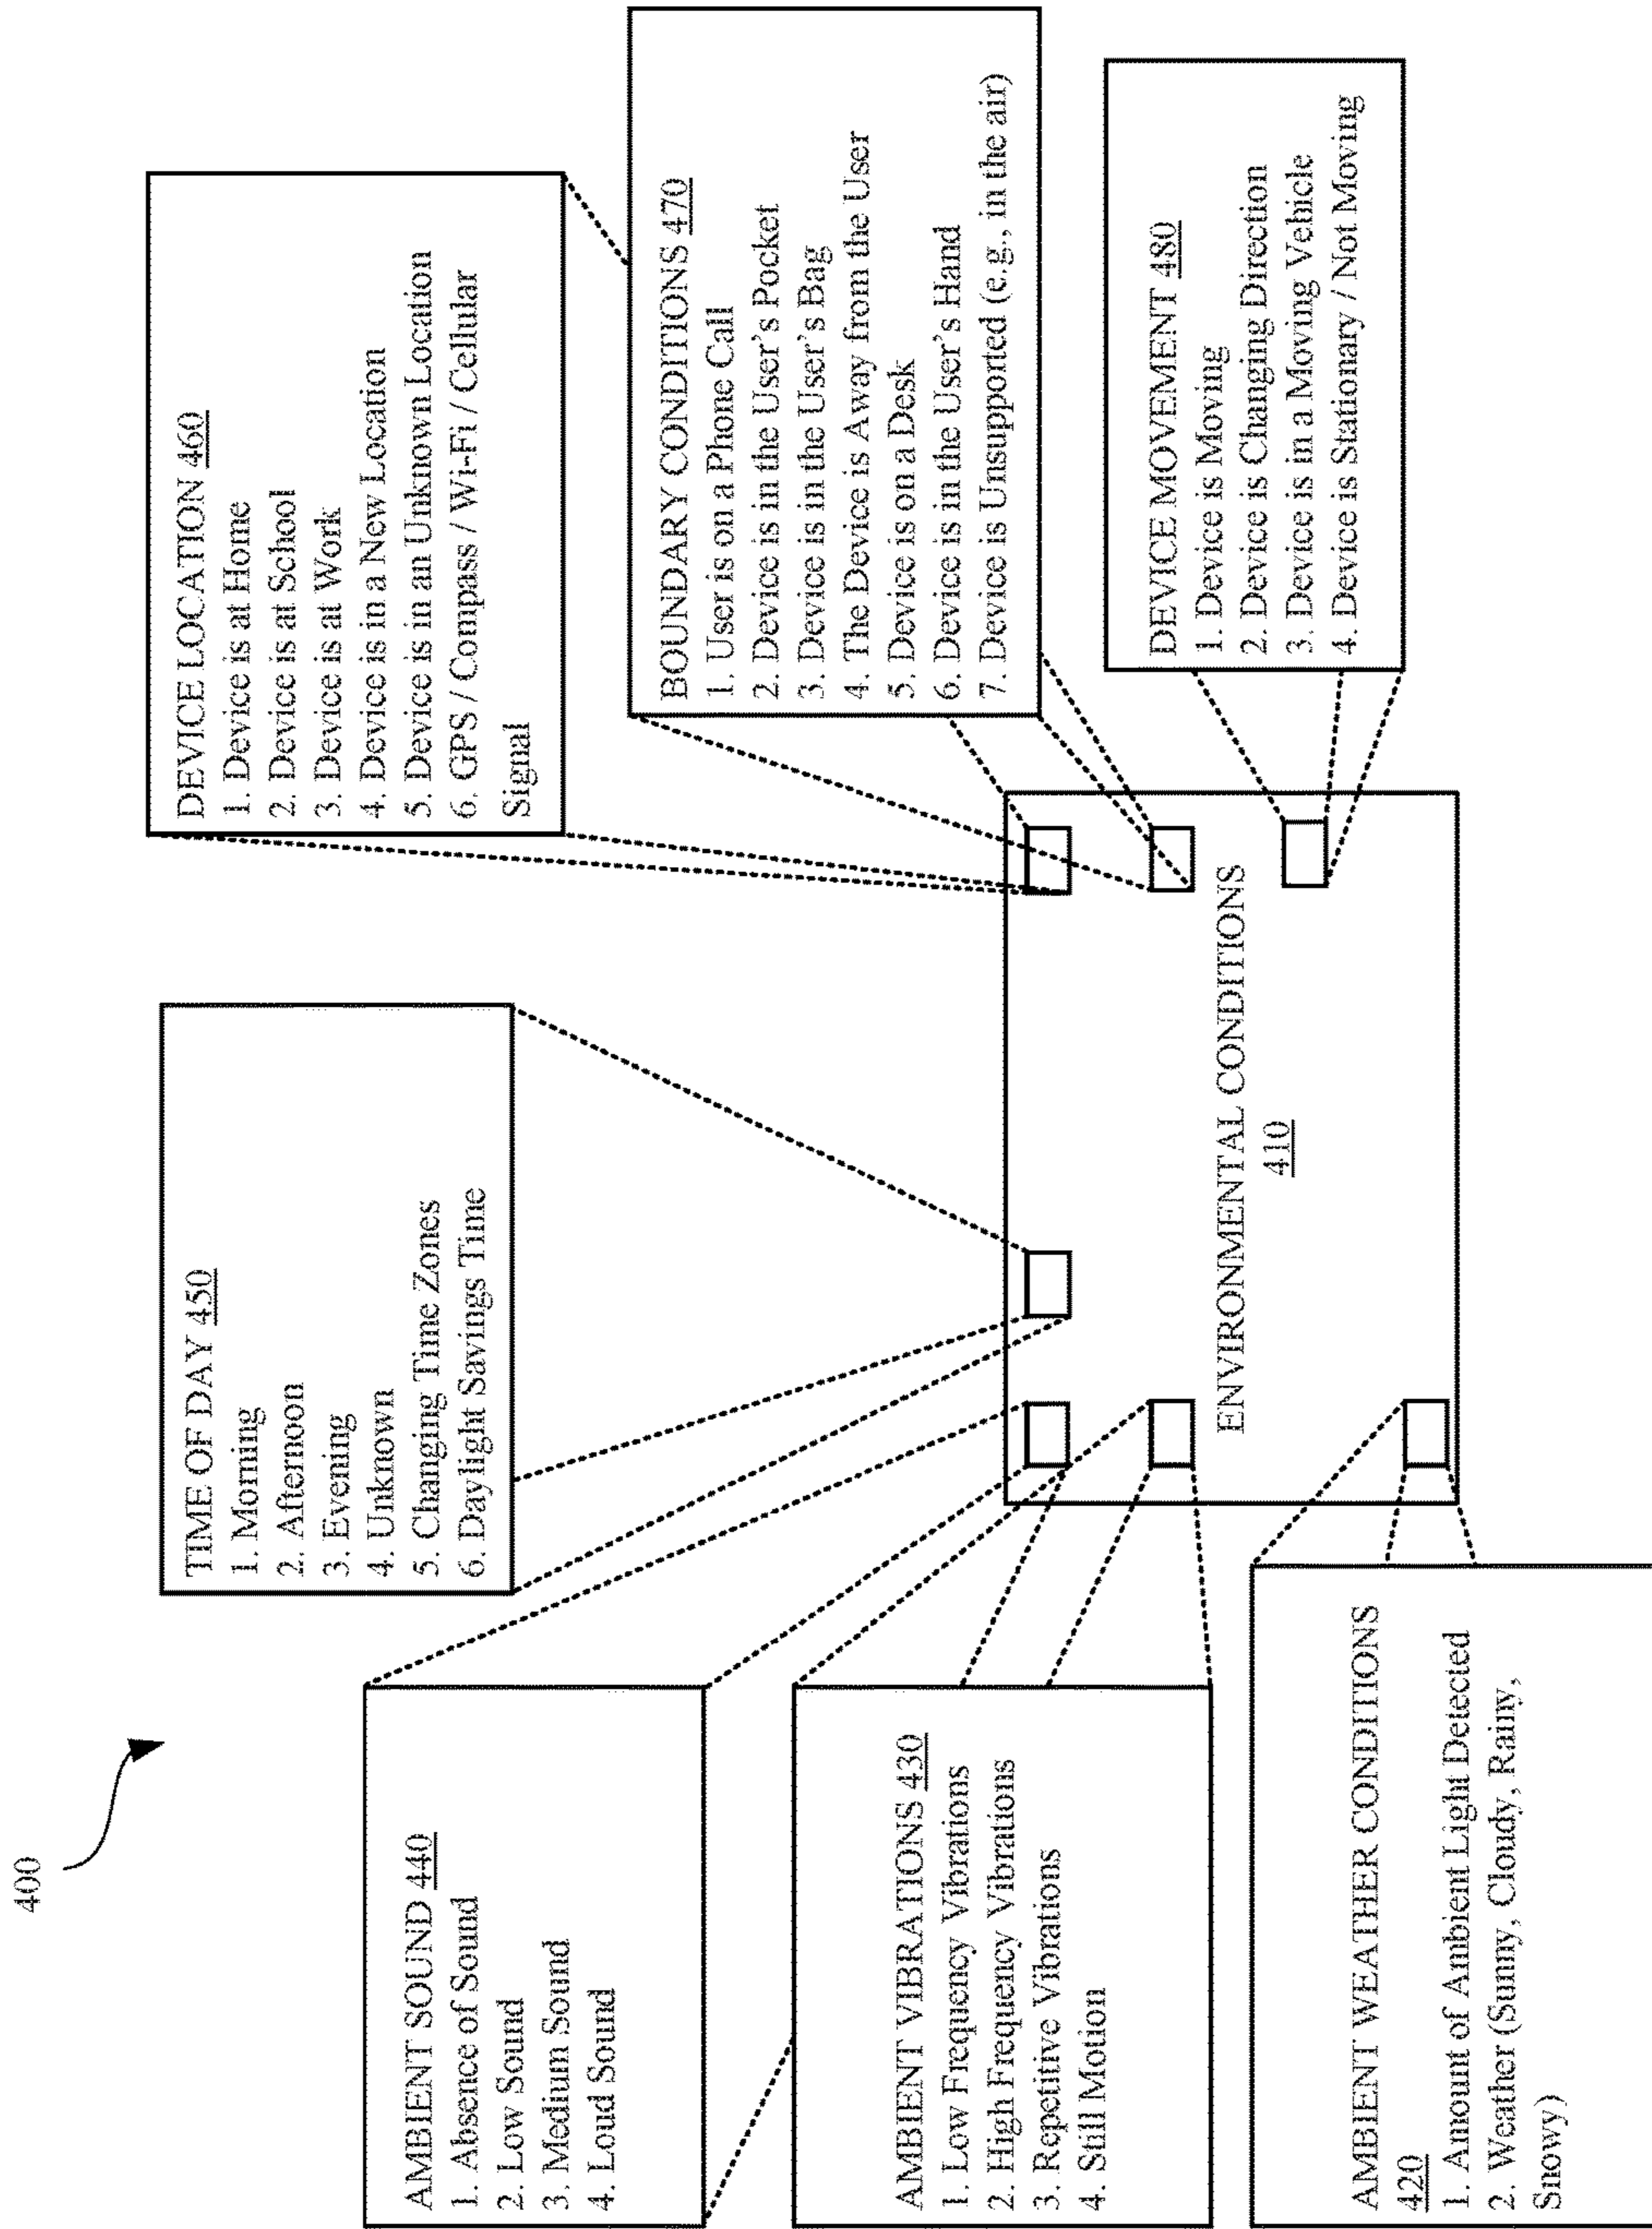 400
AMBIENT SOUND 440
1. Absence of Sound
2. Low Sound
3. Medium Sound
4. Loud Sound
AMBIENT VIBRATIONS 430
1. Low Frequency Vibrations
2. High Frequency Vibrations
3. Repetitive Vibrations
4. Still Motion
AMBIENT WEATHER CONDITIONS
420
1. Amount of Ambient Light Detected
2. Weather (Sunny, Cloudy, Rainy,
Snowy)
TIME OF DAY 450
1. Morning
2. Afternoon
3. Evening
4. Unknown
5. Changing Time Zones
6. Daylight Savings Time
ENVIRONMENTAL CONDITIONS
410
DEVICE LOCATION 460
1. Device is at Home
2. Device is at School
3. Device is at Work
4. Device is in a New Location
5. Device is in an Unknown Location
6. GPS / Compass / Wi-Fi / Cellular
Signal
BOUNDARY CONDITIONS 470
1. User is on a Phone Call
2. Device is in the User's Pocket
3. Device is in the User's Bag
4. The Device is Away from the User
5. Device is on a Desk
6. Device is in the User's Hand
7. Device is Unsupported (e.g., in the air)
DEVICE MOVEMENT 480
1. Device is Moving
2. Device is Changing Direction
3. Device is in a Moving Vehicle
4. Device is Stationary / Not Moving